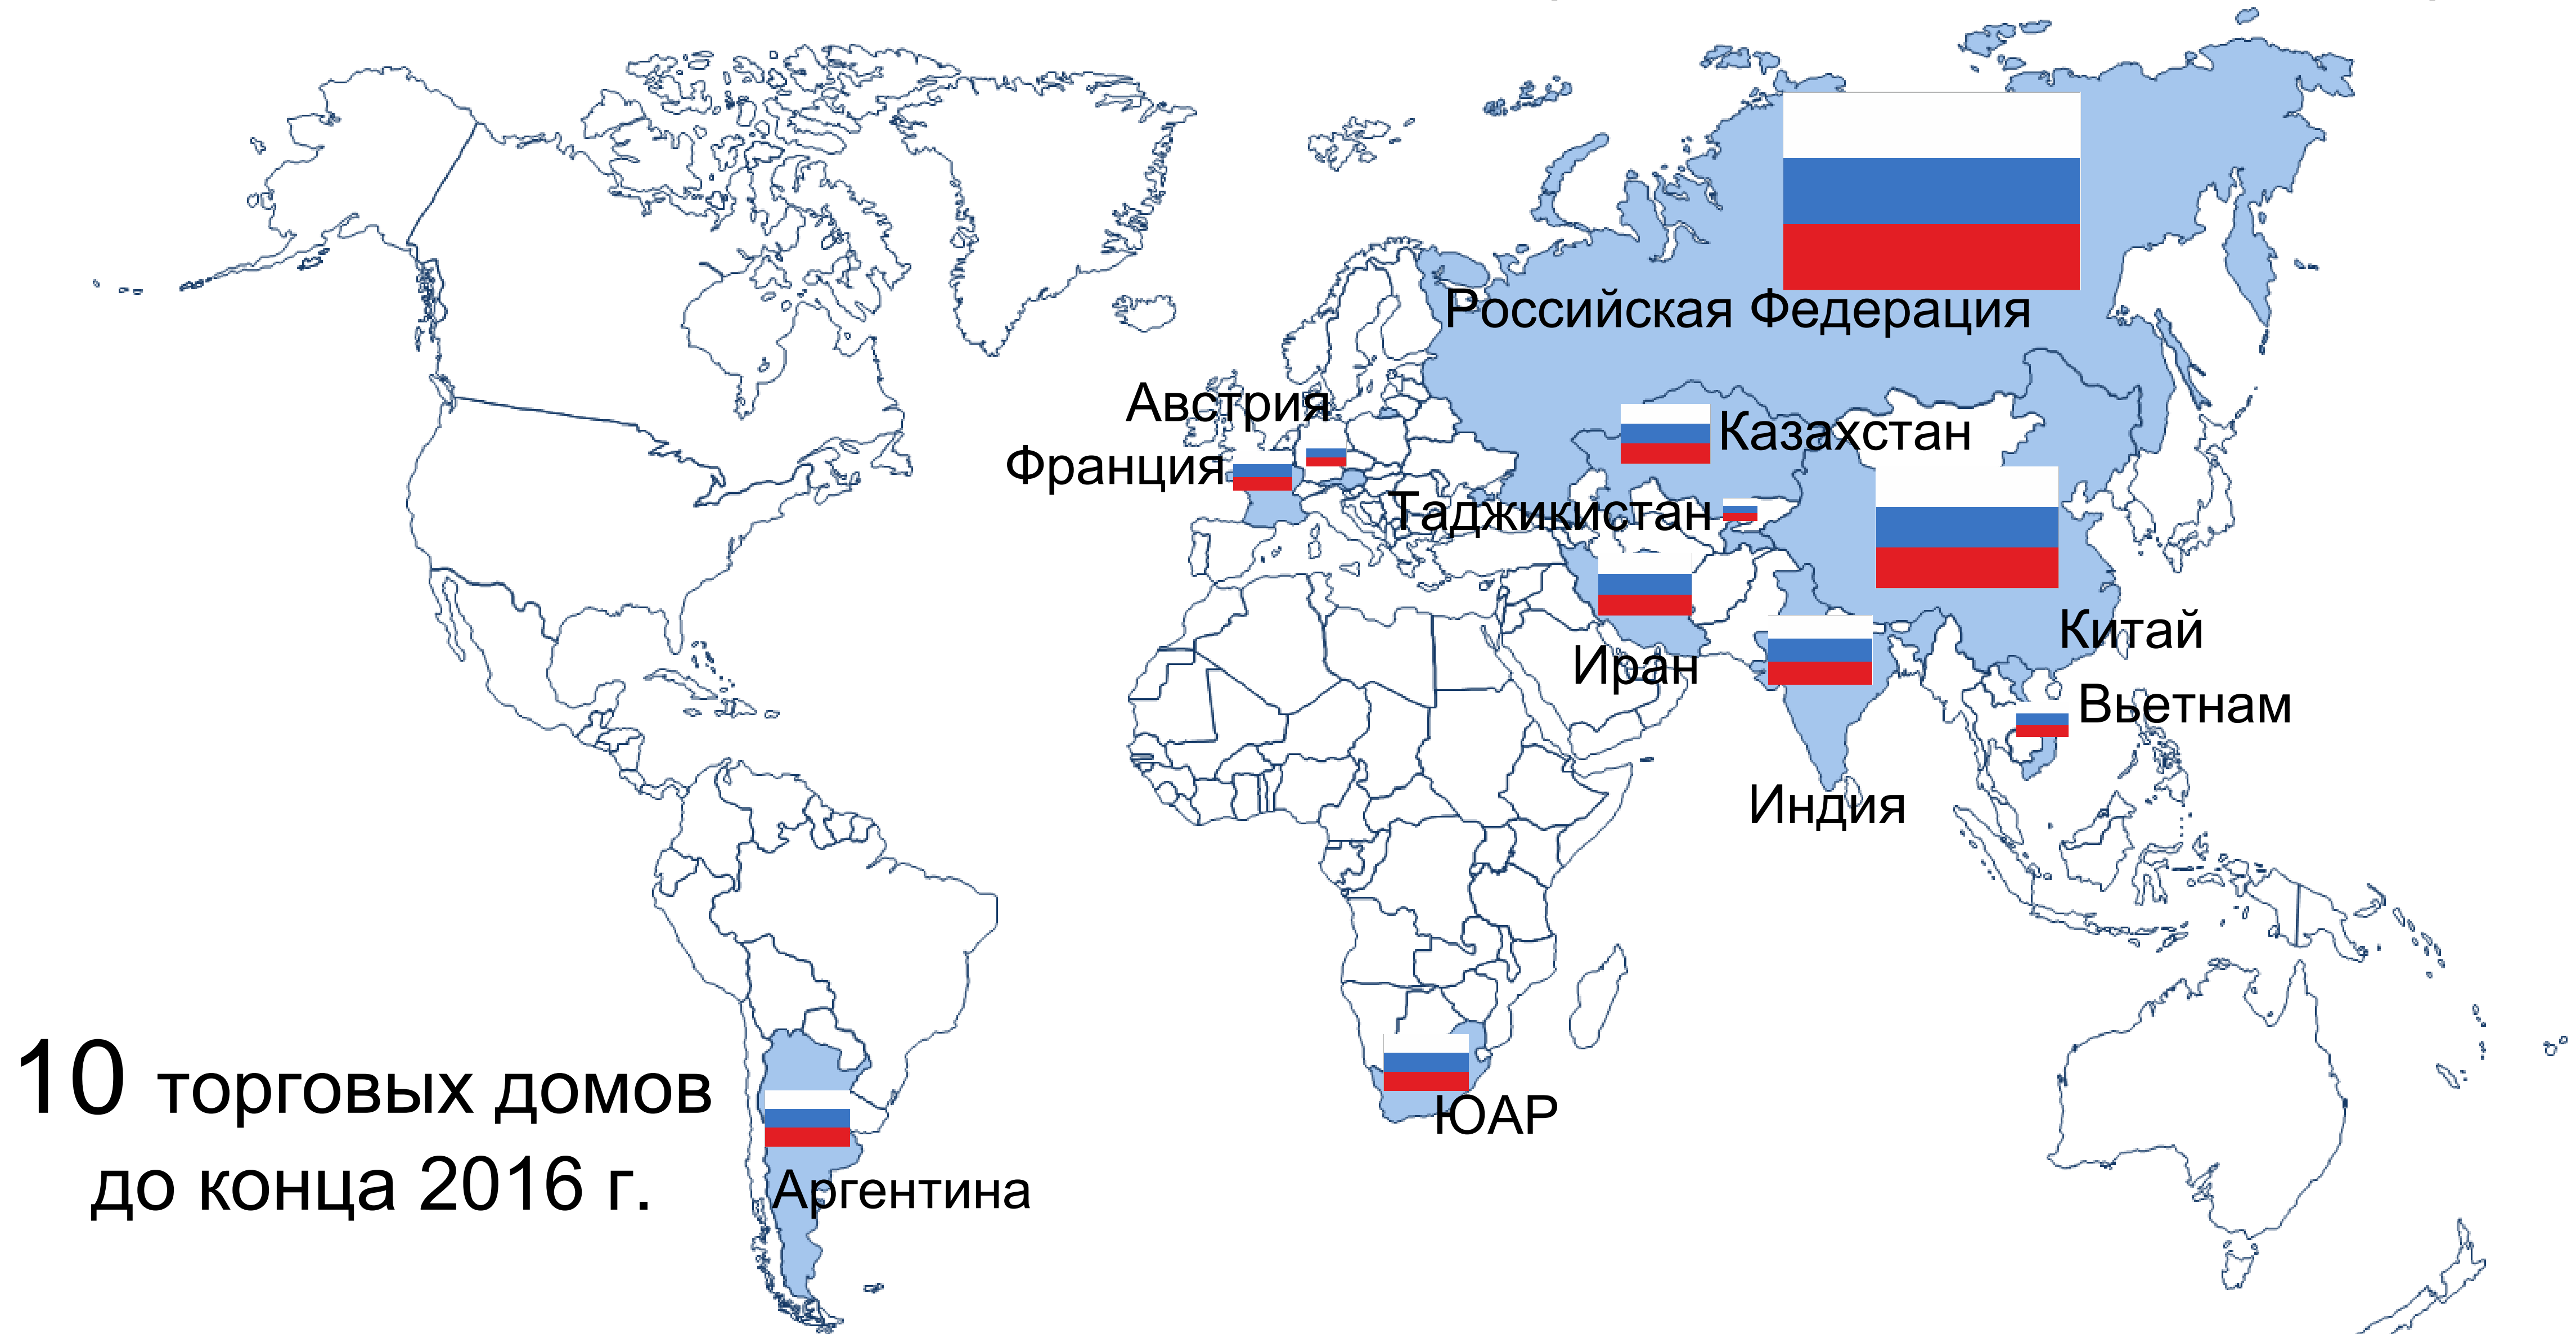 Российская Федерация
Австрия
Казахстан
Франция
Таджикистан
Китай
Иран
Вьетнам
Индия
10 торговых домов
до конца 2016 г.
ЮАР
Аргентина